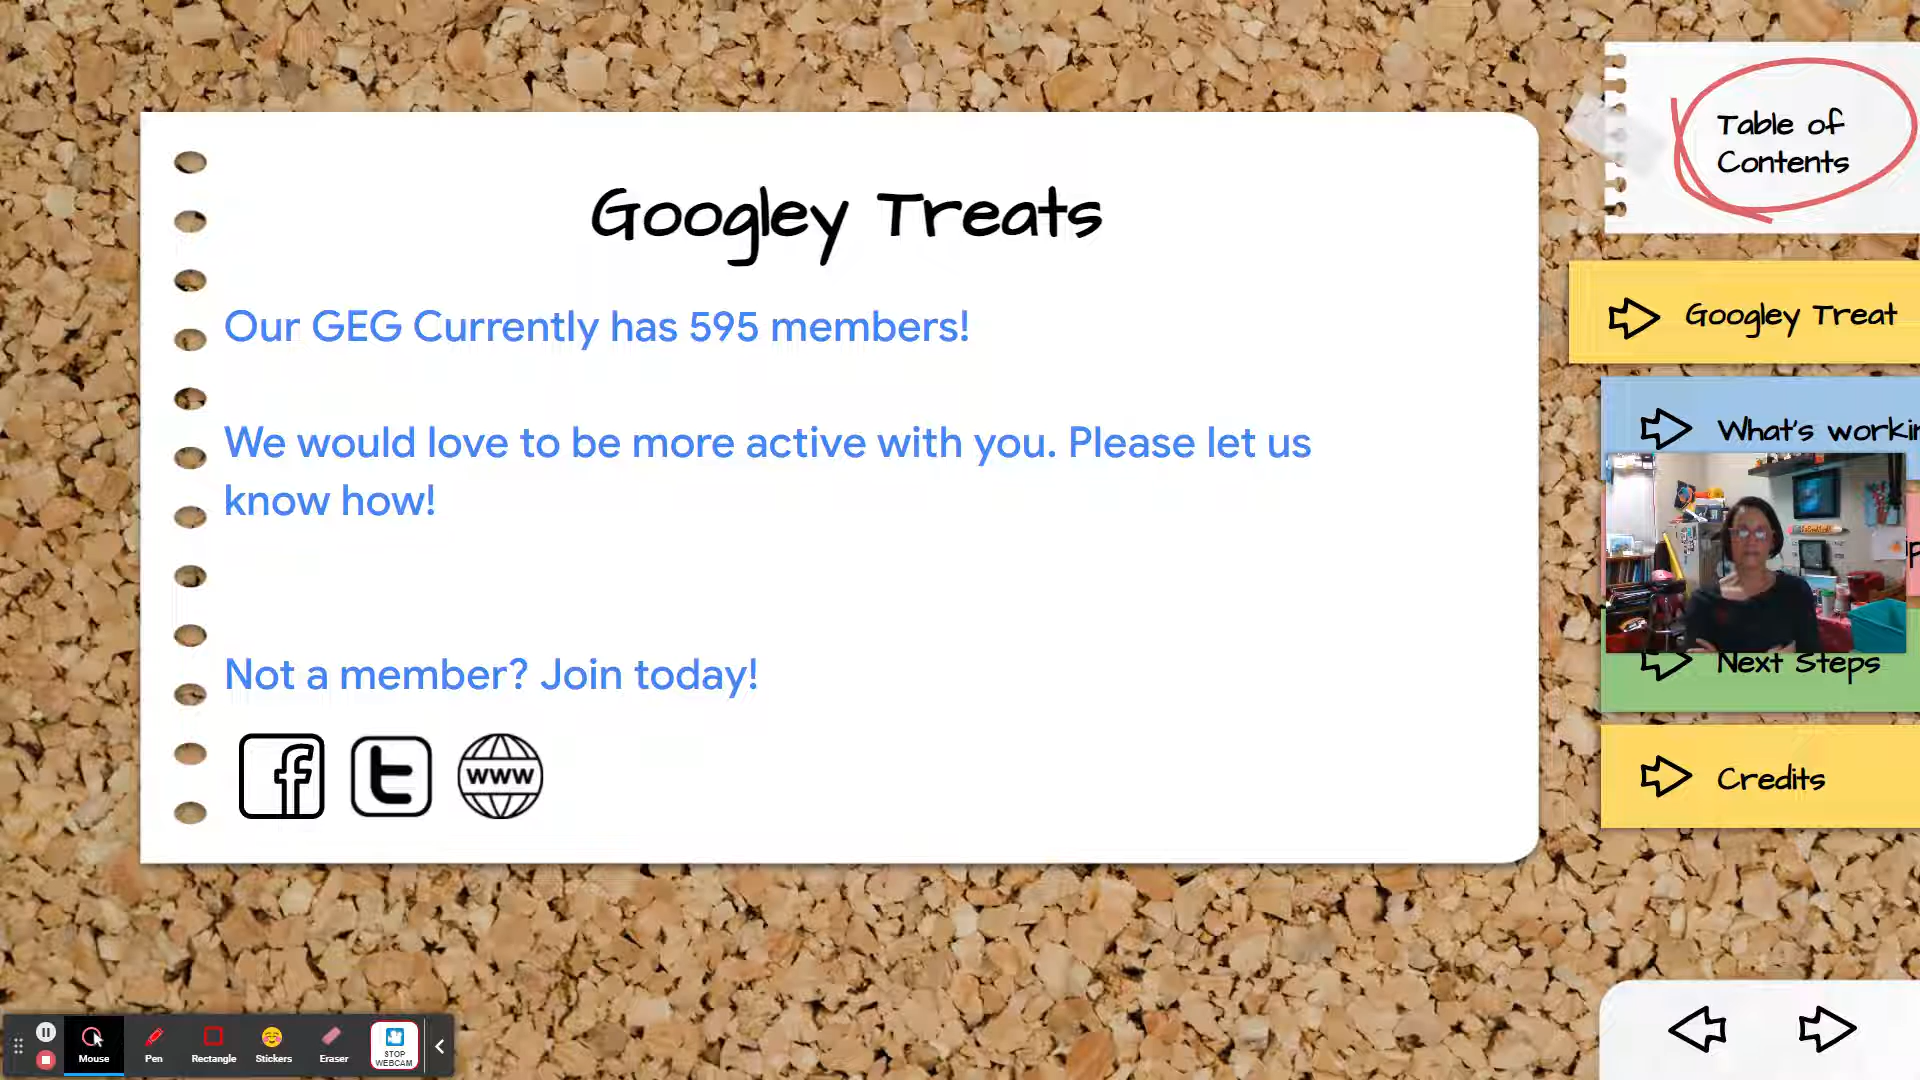 Googley Treats
Our GEG Currently has 595 members!
We would love to be more active with you. Please let us
know how!
Not a member? Join today!
www
Table of
Contents
Googley Treat
What's workin
Next Steps
Credits
Mouse
Pen
Rectangle
Stickers
Eraser
STOP
WEBCAM